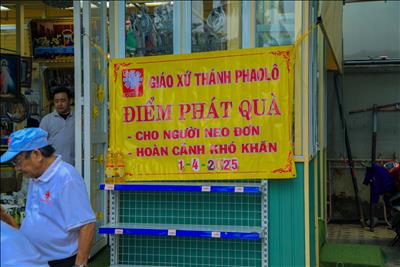 GIÁO XỨ THÁNH PHAOLÔ
ĐIỂM PHÁT QUÀ
- CHO NGƯỜI NEO ĐƠN
- HOÀN CẢNH KHÓ KHĂN
1-4-2025